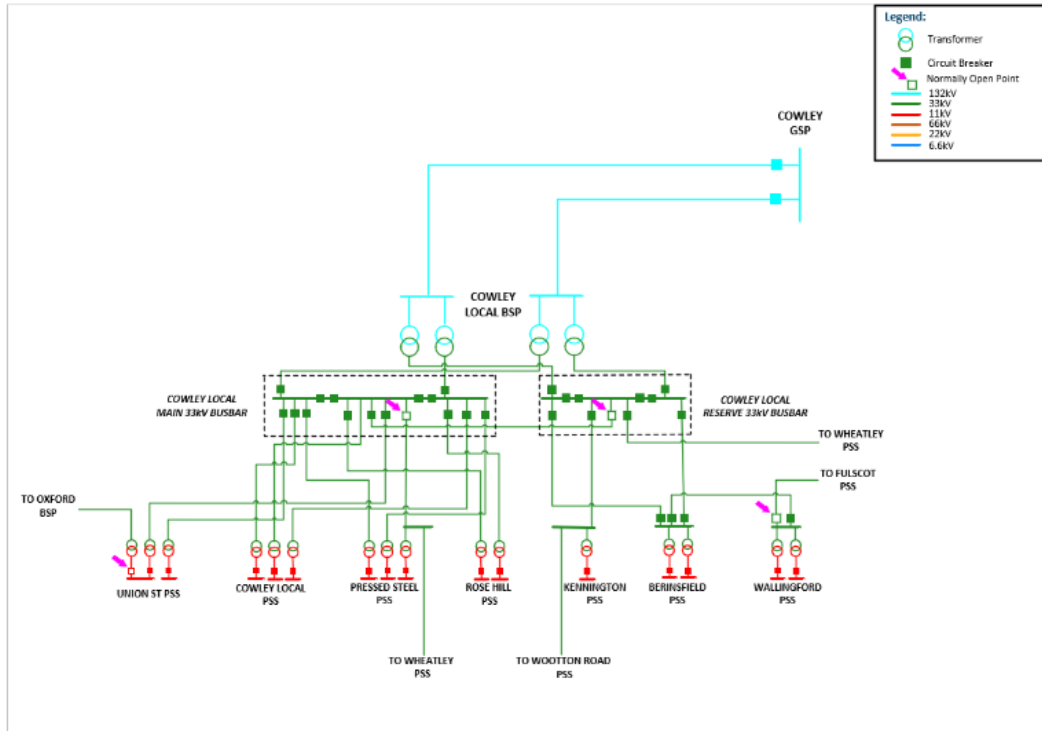 Legend:
Transformer
Circuit Breaker
Normally Open Point
132kV
33kV
11kV
66kV
22kV
6.6kV
COWLEY
GSP
COWLEY
LOCAL BSP
COWLEY LOCAL
MAIN 33kV BUSBAR
COWLEY LOCAL
RESERVE 33kV BUSBAR
TO WHEATLEY
PSS
TO FULSCOT
PSS
TO OXFORD
BSP
UNION ST PSS
COWLEY LOCAL
PSS
PRESSED STEEL
PSS
ROSE HILL
PSS
KENNINGTON
PSS
BERINSFIELD
PSS
WALLINGFORD
PSS
TO WHEATLEY
PSS
TO WOOTTON ROAD
PSS